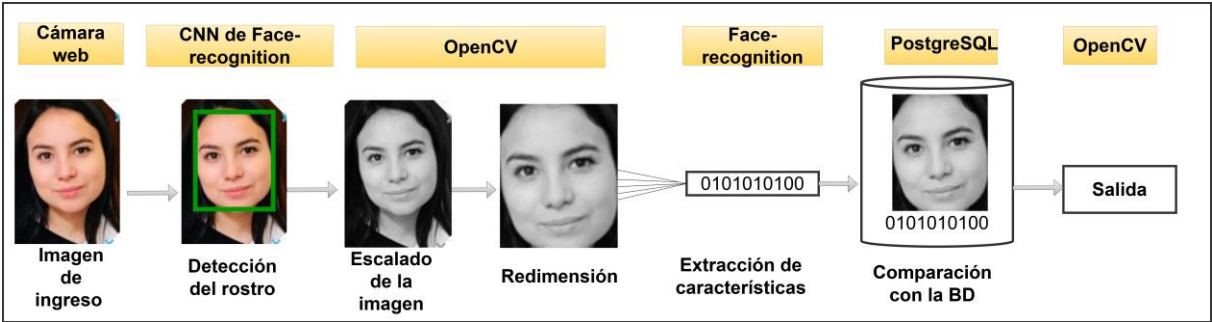 Cámara
web
CNN de Face-
recognition
OpenCV
Face-
recognition
PostgreSQL
OpenCV
0101010100
0101010100
Salida
Imagen
de
ingreso
Detección
del rostro
Escalado
de la
imagen
Redimensión
Extracción de
características
Comparación
con la BD